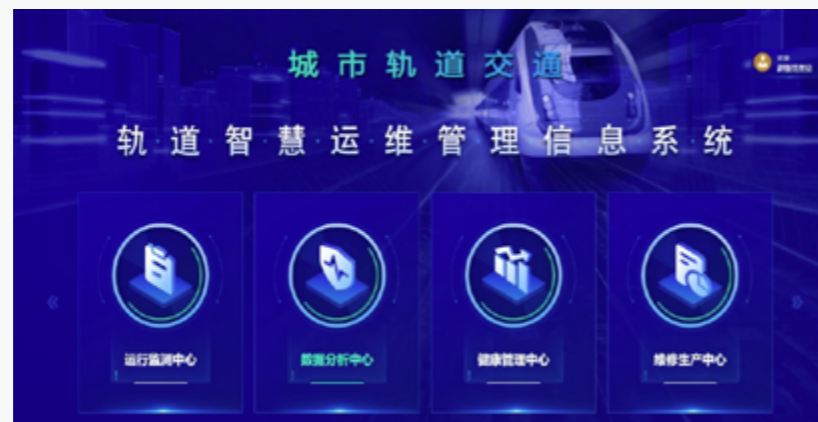 城市轨道交通
轨道智慧运维管理信息系统
运行监测中心
数据分析中心
健康管理中心
维修生产中心